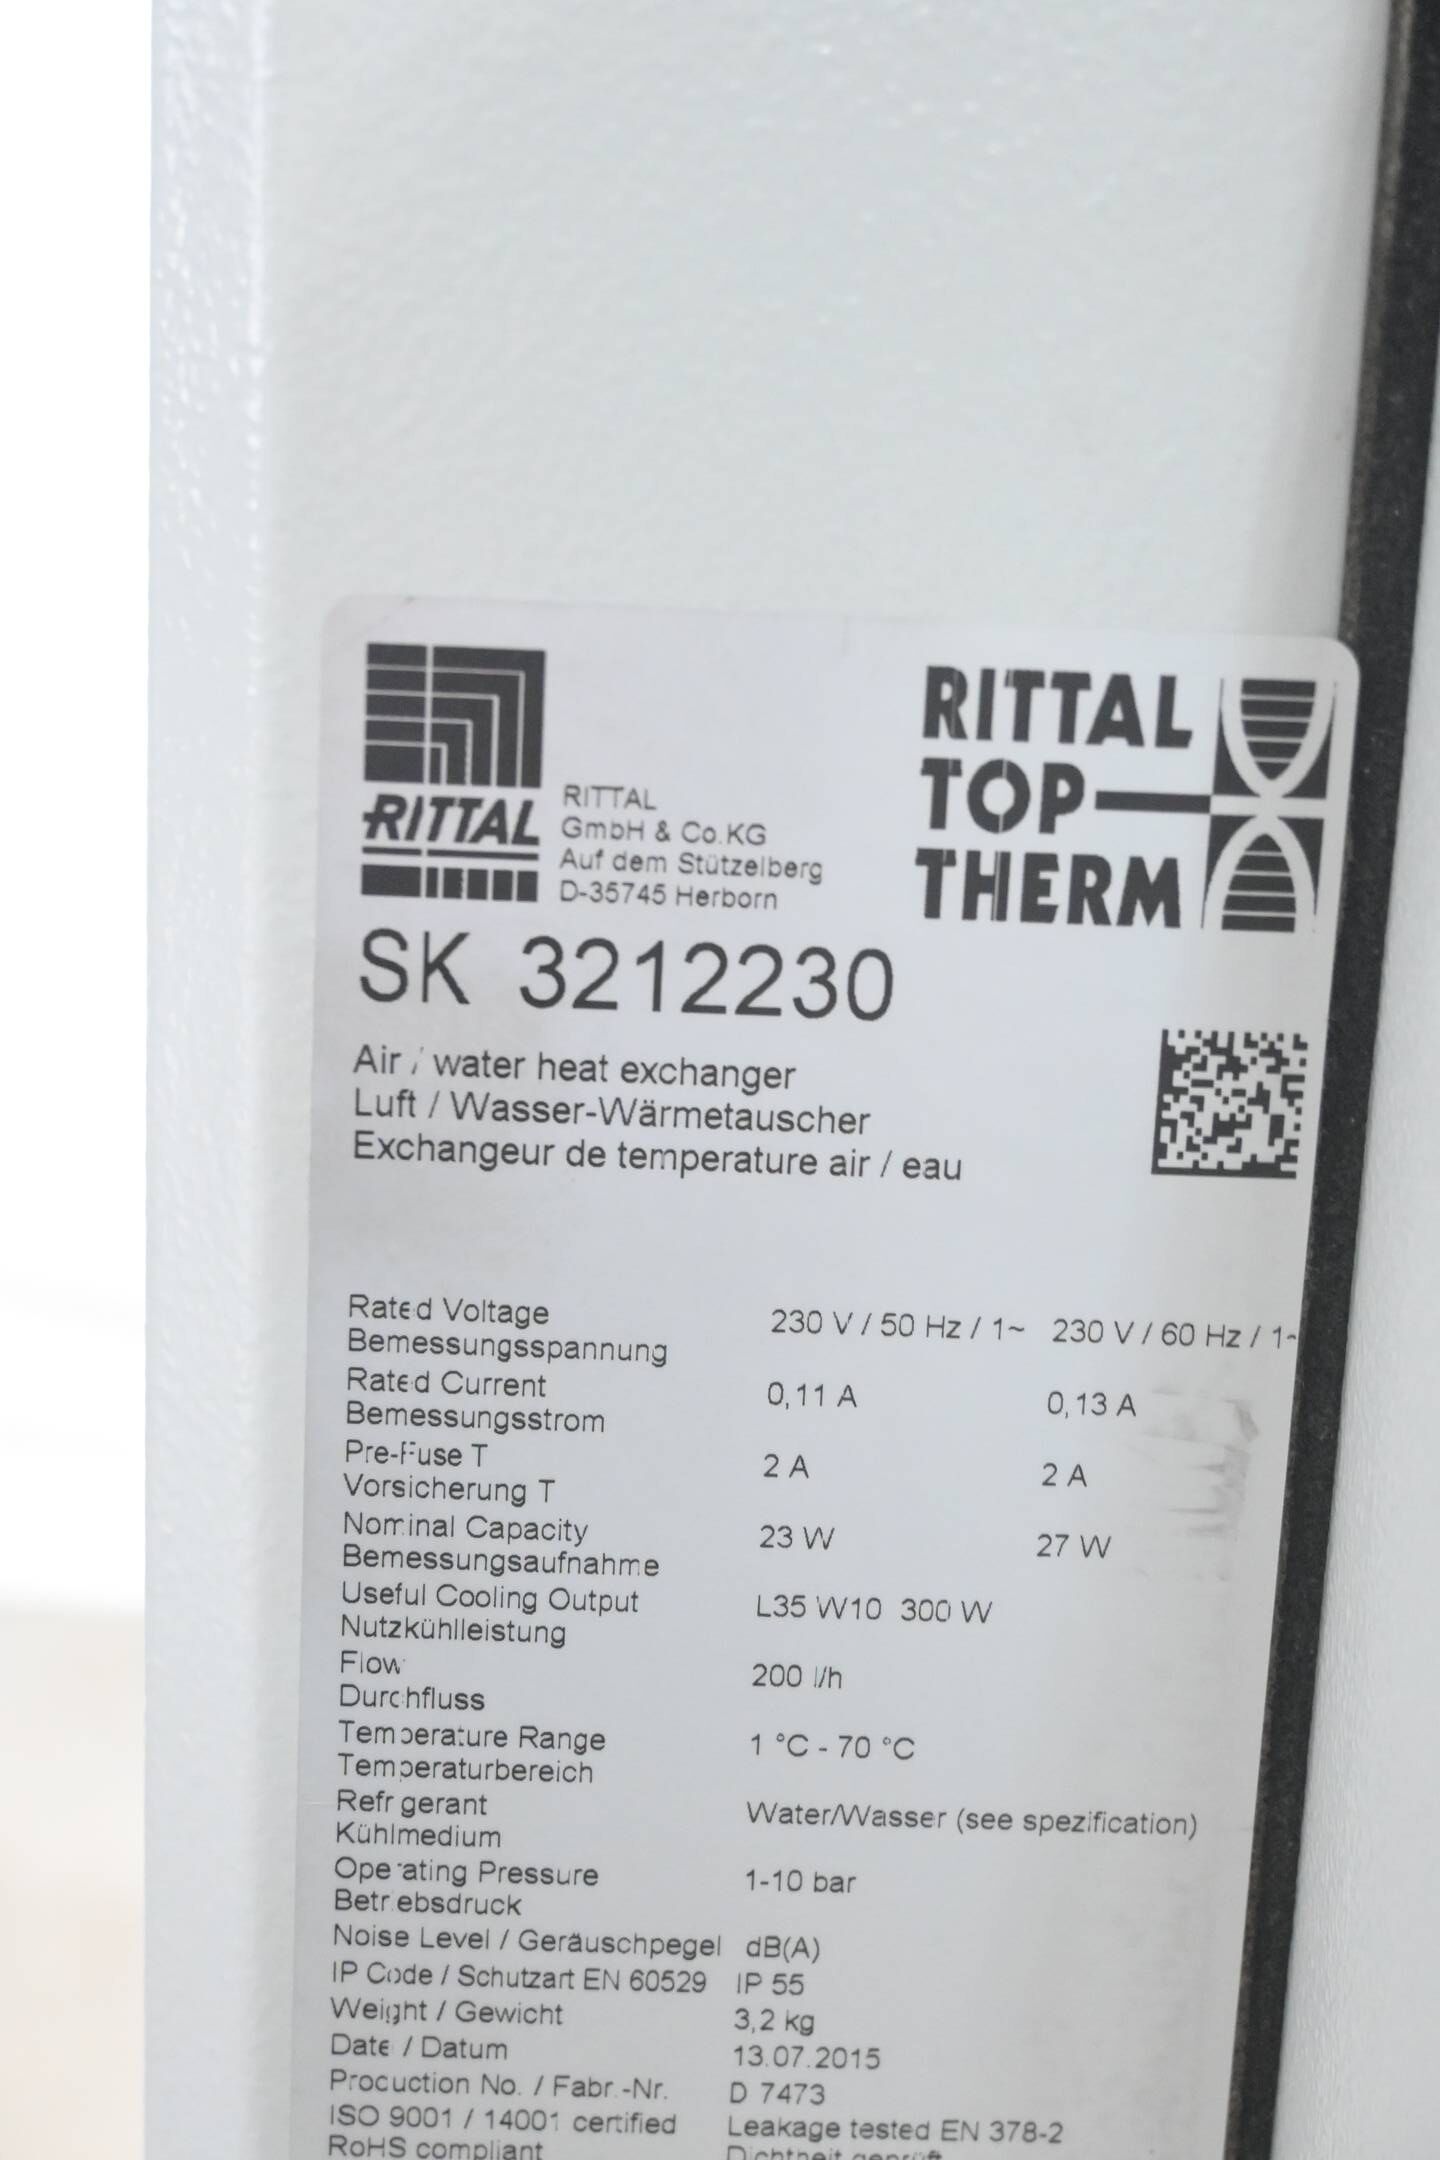 RITTAL
RITTAL
GmbH & Co.KG
Auf dem Stützelberg
D-35745 Herborn
RITTAL
TOP
THERM
SK 3212230
Air / water heat exchanger
Luft / Wasser-Wärmetauscher
Exchangeur de temperature air / eau
Rated Voltage 230 V / 50 Hz / 1~ 230 V / 60 Hz / 1~
Bemessungsspannung
Rated Current 0,11 A 0,13 A
Bemessungsstrom
Pre-Fuse T 2 A 2 A
Vorsicherung T
Nominal Capacity 23 W 27 W
Bemessungsaufnahme
Useful Cooling Output L35 W10 300 W
Nutzkühlleistung
Flow 200 l/h
Durchfluss
Temperature Range 1 °C - 70 °C
Temperaturbereich
Refrigerant Water/Wasser (see spezification)
Kühlmedium
Operating Pressure 1-10 bar
Betriebsdruck
Noise Level / Geräuschpegel dB(A)
IP Code / Schutzart EN 60529 IP 55
Weight / Gewicht 3,2 kg
Date / Datum 13.07.2015
Production No. / Fabr.-Nr. D 7473
ISO 9001 / 14001 certified Leakage tested EN 378-2
RoHS compliant Dichtheit geprüft